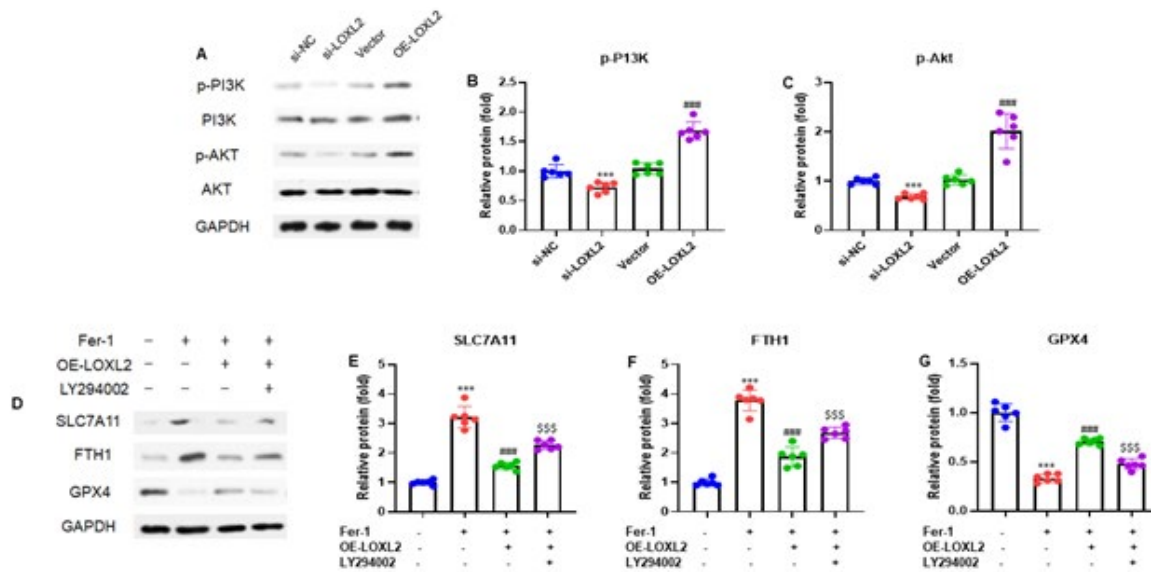 A
si-NC si-LOXL2 Vector OE-LOXL2
p-PI3K
PI3K
p-AKT
AKT
GAPDH
B
p-P13K
Relative protein (fold)
2.5
2.0
1.5
1.0
0.5
0.0
***
###
si-NC si-LOXL2 Vector OE-LOXL2
C
p-Akt
Relative protein (fold)
3
2
1
0
***
###
si-NC si-LOXL2 Vector OE-LOXL2
D
Fer-1 - + + +
OE-LOXL2 - - + +
LY294002 - - - +
SLC7A11
FTH1
GPX4
GAPDH
E
SLC7A11
Relative protein (fold)
5
4
3
2
1
0
***
###
$$$
Fer-1 - + + +
OE-LOXL2 - - + +
LY294002 - - - +
F
FTH1
Relative protein (fold)
5
4
3
2
1
0
***
###
$$$
Fer-1 - + + +
OE-LOXL2 - - + +
LY294002 - - - +
G
GPX4
Relative protein (fold)
1.5
1.0
0.5
0.0
***
###
$$$
Fer-1 - + + +
OE-LOXL2 - - + +
LY294002 - - - +